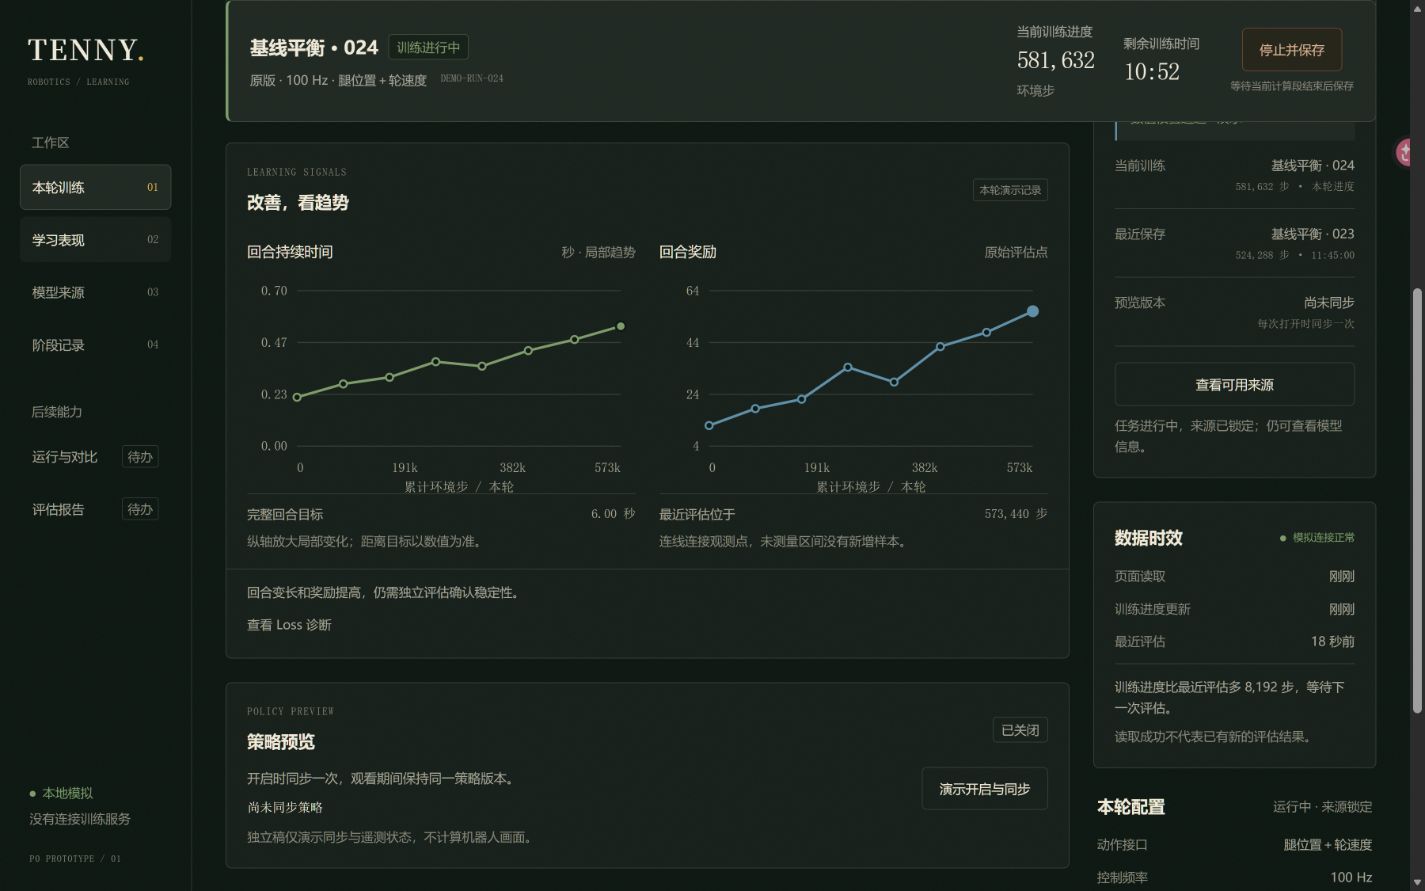 TENNY.
ROBOTICS / LEARNING
工作区
本轮训练 01
学习表现 02
模型来源 03
阶段记录 04
后续能力
运行与对比 待办
评估报告 待办
本地模拟
没有连接训练服务
P0 PROTOTYPE / 01
基线平衡 • 024 训练进行中
原版 · 100 Hz · 腿位置 + 轮速度 DEMO-RUN-024
当前训练进度
581,632
环境步
剩余训练时间
10:52
停止并保存
等待当前计算段结束后保存
LEARNING SIGNALS
改善，看趋势
本轮演示记录
回合持续时间 秒 · 局部趋势
0.70
0.47
0.23
0.00
0 191k 382k 573k
累计环境步 / 本轮
完整回合目标 6.00 秒
纵轴放大局部变化；距离目标以数值为准。
回合奖励 原始评估点
64
44
24
4
0 191k 382k 573k
累计环境步 / 本轮
最近评估位于 573,440 步
连线连接观测点，未测量区间没有新增样本。
回合变长和奖励提高，仍需独立评估确认稳定性。
查看 Loss 诊断
POLICY PREVIEW
策略预览
已关闭
开启时同步一次，观看期间保持同一策略版本。
尚未同步策略
独立稿仅演示同步与遥测状态，不计算机器人画面。
演示开启与同步
当前训练 基线平衡 · 024
581,632 步 • 本轮进度
最近保存 基线平衡 · 023
524,288 步 • 11:45:00
预览版本 尚未同步
每次打开时同步一次
查看可用来源
任务进行中，来源已锁定；仍可查看模型
信息。
数据时效 模拟连接正常
页面读取 刚刚
训练进度更新 刚刚
最近评估 18 秒前
训练进度比最近评估多 8,192 步，等待下
一次评估。
读取成功不代表已有新的评估结果。
本轮配置 运行中 · 来源锁定
动作接口 腿位置 + 轮速度
控制频率 100 Hz